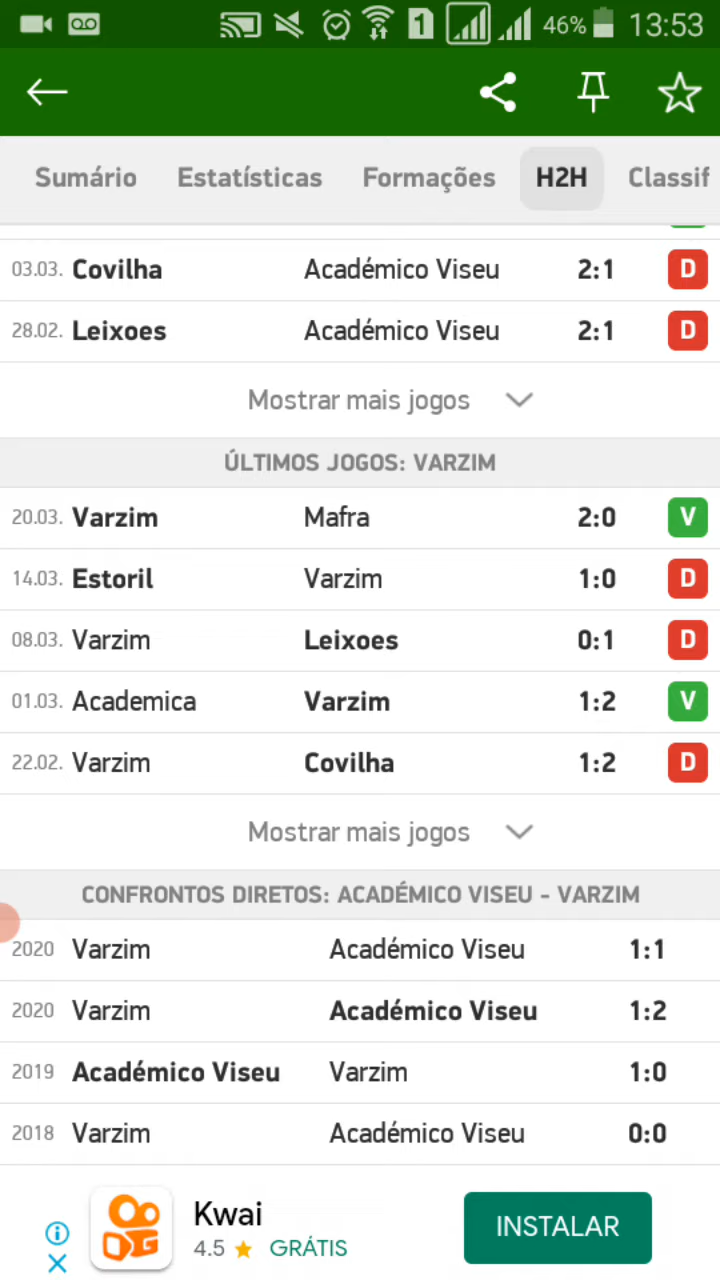 1 46% 13:53
Sumário Estatísticas Formações H2H Classif
03.03. Covilha Académico Viseu 2:1 D
28.02. Leixoes Académico Viseu 2:1 D
Mostrar mais jogos
ÚLTIMOS JOGOS: VARZIM
20.03. Varzim Mafra 2:0 V
14.03. Estoril Varzim 1:0 D
08.03. Varzim Leixoes 0:1 D
01.03. Academica Varzim 1:2 V
22.02. Varzim Covilha 1:2 D
Mostrar mais jogos
CONFRONTOS DIRETOS: ACADÉMICO VISEU - VARZIM
2020 Varzim Académico Viseu 1:1
2020 Varzim Académico Viseu 1:2
2019 Académico Viseu Varzim 1:0
2018 Varzim Académico Viseu 0:0
Kwai
4.5 GRÁTIS
INSTALAR